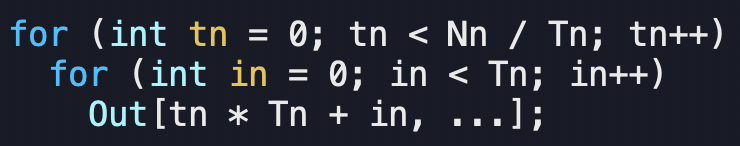 for (int tn = 0; tn < Nn / Tn; tn++)
for (int in = 0; in < Tn; in++)
Out[tn * Tn + in, ...];